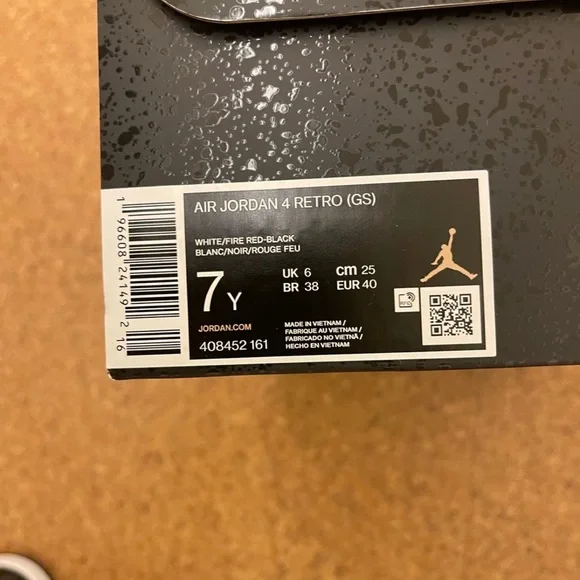 AIR JORDAN 4 RETRO (GS)
WHITE/FIRE RED-BLACK
BLANC/NOIR/ROUGE FEU
7Y
UK 6 cm 25
BR 38 EUR 40
JORDAN.COM
408452 161
MADE IN VIETNAM /
FABRIQUE AU VIETNAM /
FABRICADO NO VIETNÃ /
HECHO EN VIETNAM
RFID
1 96608 24149 2 16